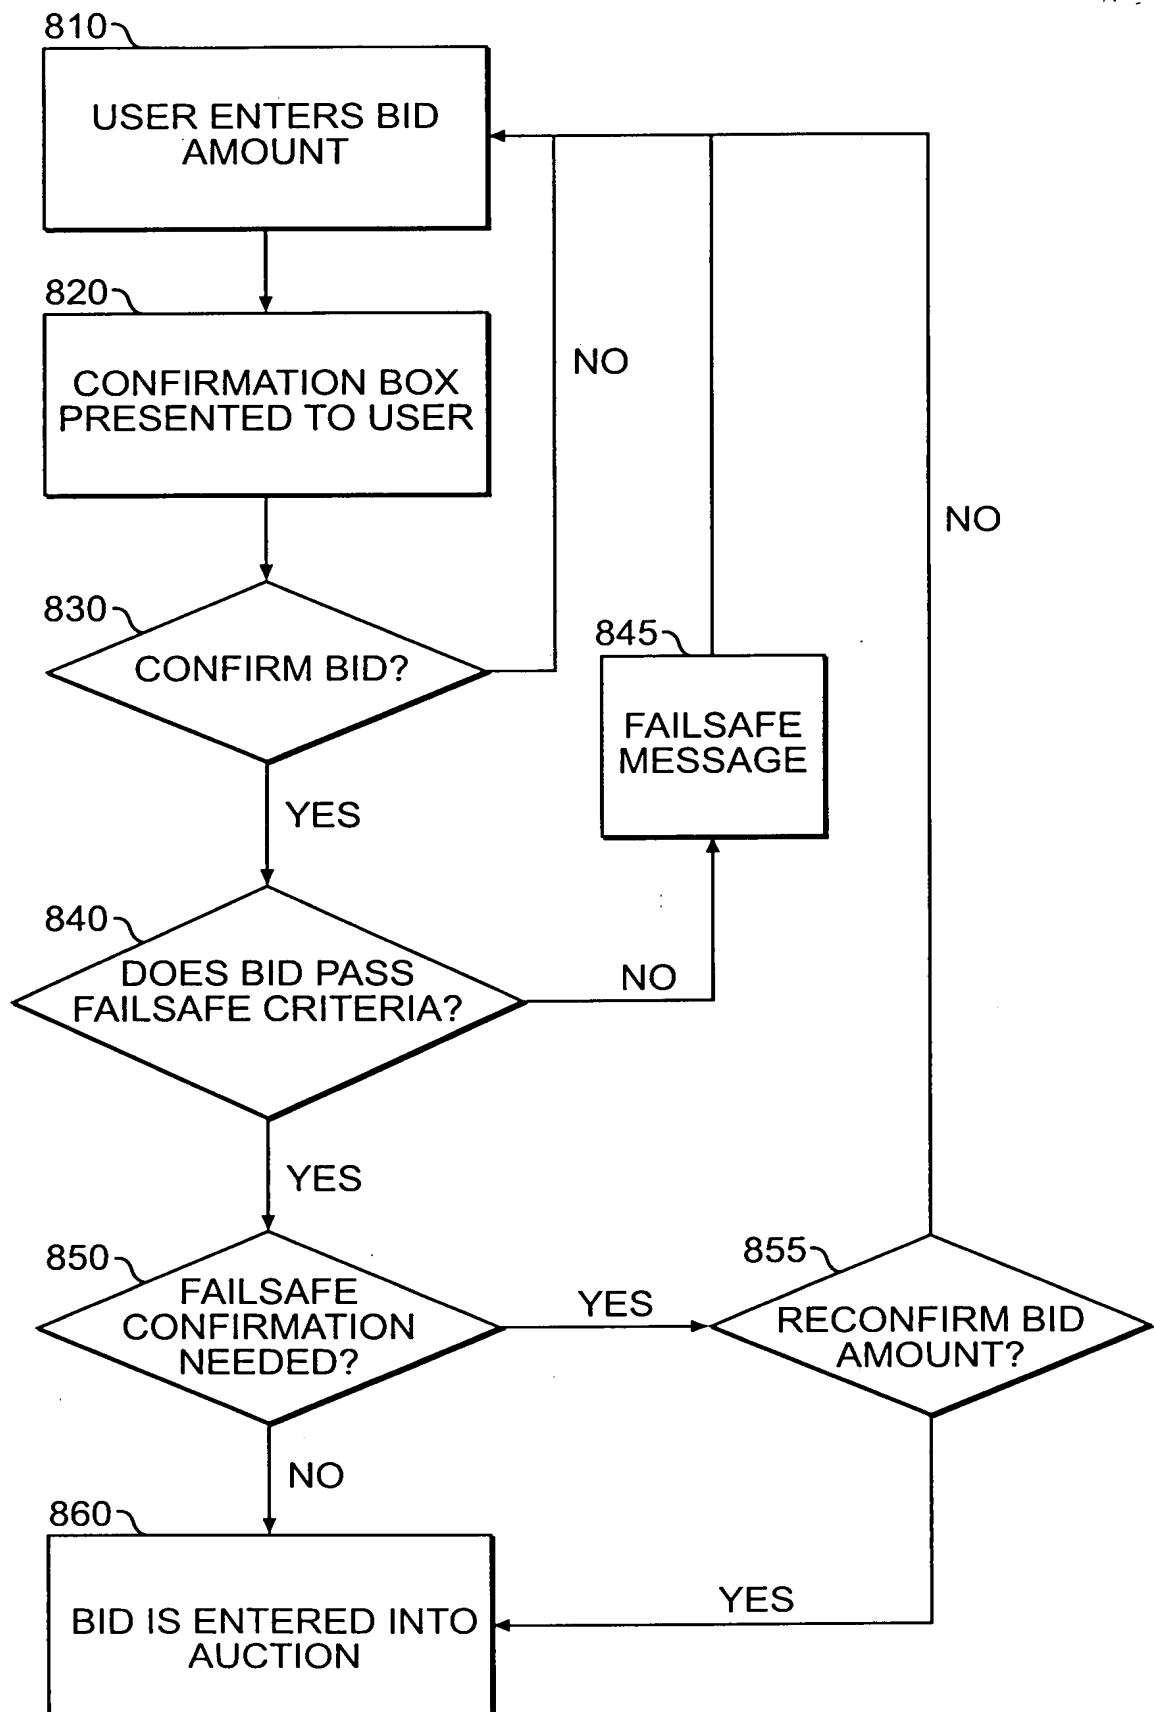 810
USER ENTERS BID
AMOUNT
820
CONFIRMATION BOX
PRESENTED TO USER
NO
NO
830
CONFIRM BID?
845
FAILSAFE
MESSAGE
YES
840
DOES BID PASS
FAILSAFE CRITERIA?
NO
YES
850
FAILSAFE
CONFIRMATION
NEEDED?
YES
855
RECONFIRM BID
AMOUNT?
NO
860
BID IS ENTERED INTO
AUCTION
YES